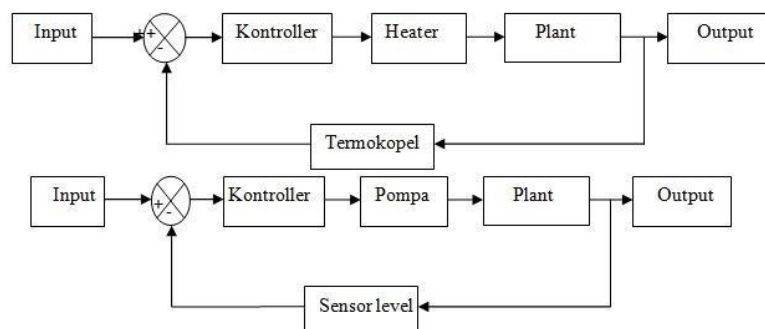 Input
++
-
Kontroller
Heater
Plant
Output
Termokopel
Input
+
-
Kontroller
Pompa
Plant
Output
Sensor level